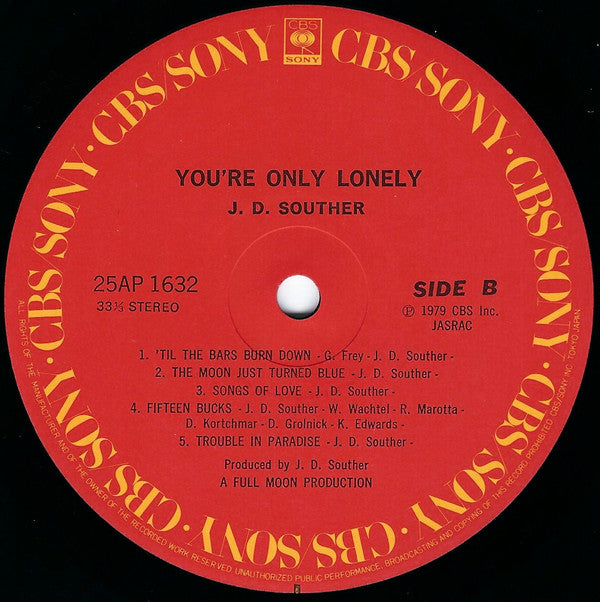 CBS
SONY
CBS/SONY · CBS/SONY · CBS/SONY · CBS/SONY · CBS/SONY · CBS/SONY · CBS/SONY · CBS/SONY
YOU'RE ONLY LONELY
J. D. SOUTHER
25AP 1632
33⅓ STEREO
SIDE B
Ⓟ 1979 CBS Inc.
JASRAC
1. 'TIL THE BARS BURN DOWN - G. Frey - J. D. Souther -
2. THE MOON JUST TURNED BLUE - J. D. Souther -
3. SONGS OF LOVE - J. D. Souther -
4. FIFTEEN BUCKS - J. D. Souther - W. Wachtel - R. Marotta -
D. Kortchmar - D. Grolnick - K. Edwards -
5. TROUBLE IN PARADISE - J. D. Souther -
Produced by J. D. Souther
A FULL MOON PRODUCTION
ALL RIGHTS OF THE MANUFACTURER AND OF THE OWNER OF THE RECORDED WORK RESERVED. UNAUTHORIZED PUBLIC PERFORMANCE, BROADCASTING AND COPYING OF THIS RECORD PROHIBITED. CBS/SONY INC. TOKYO JAPAN